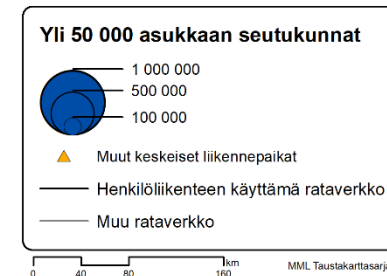 Yli 50 000 asukkaan seutukunnat
1 000 000
500 000
100 000
Muut keskeiset liikennepaikat
Henkilöliikenteen käyttämä rataverkko
Muu rataverkko
km
0 40 80 160
MML Taustakarttasarja